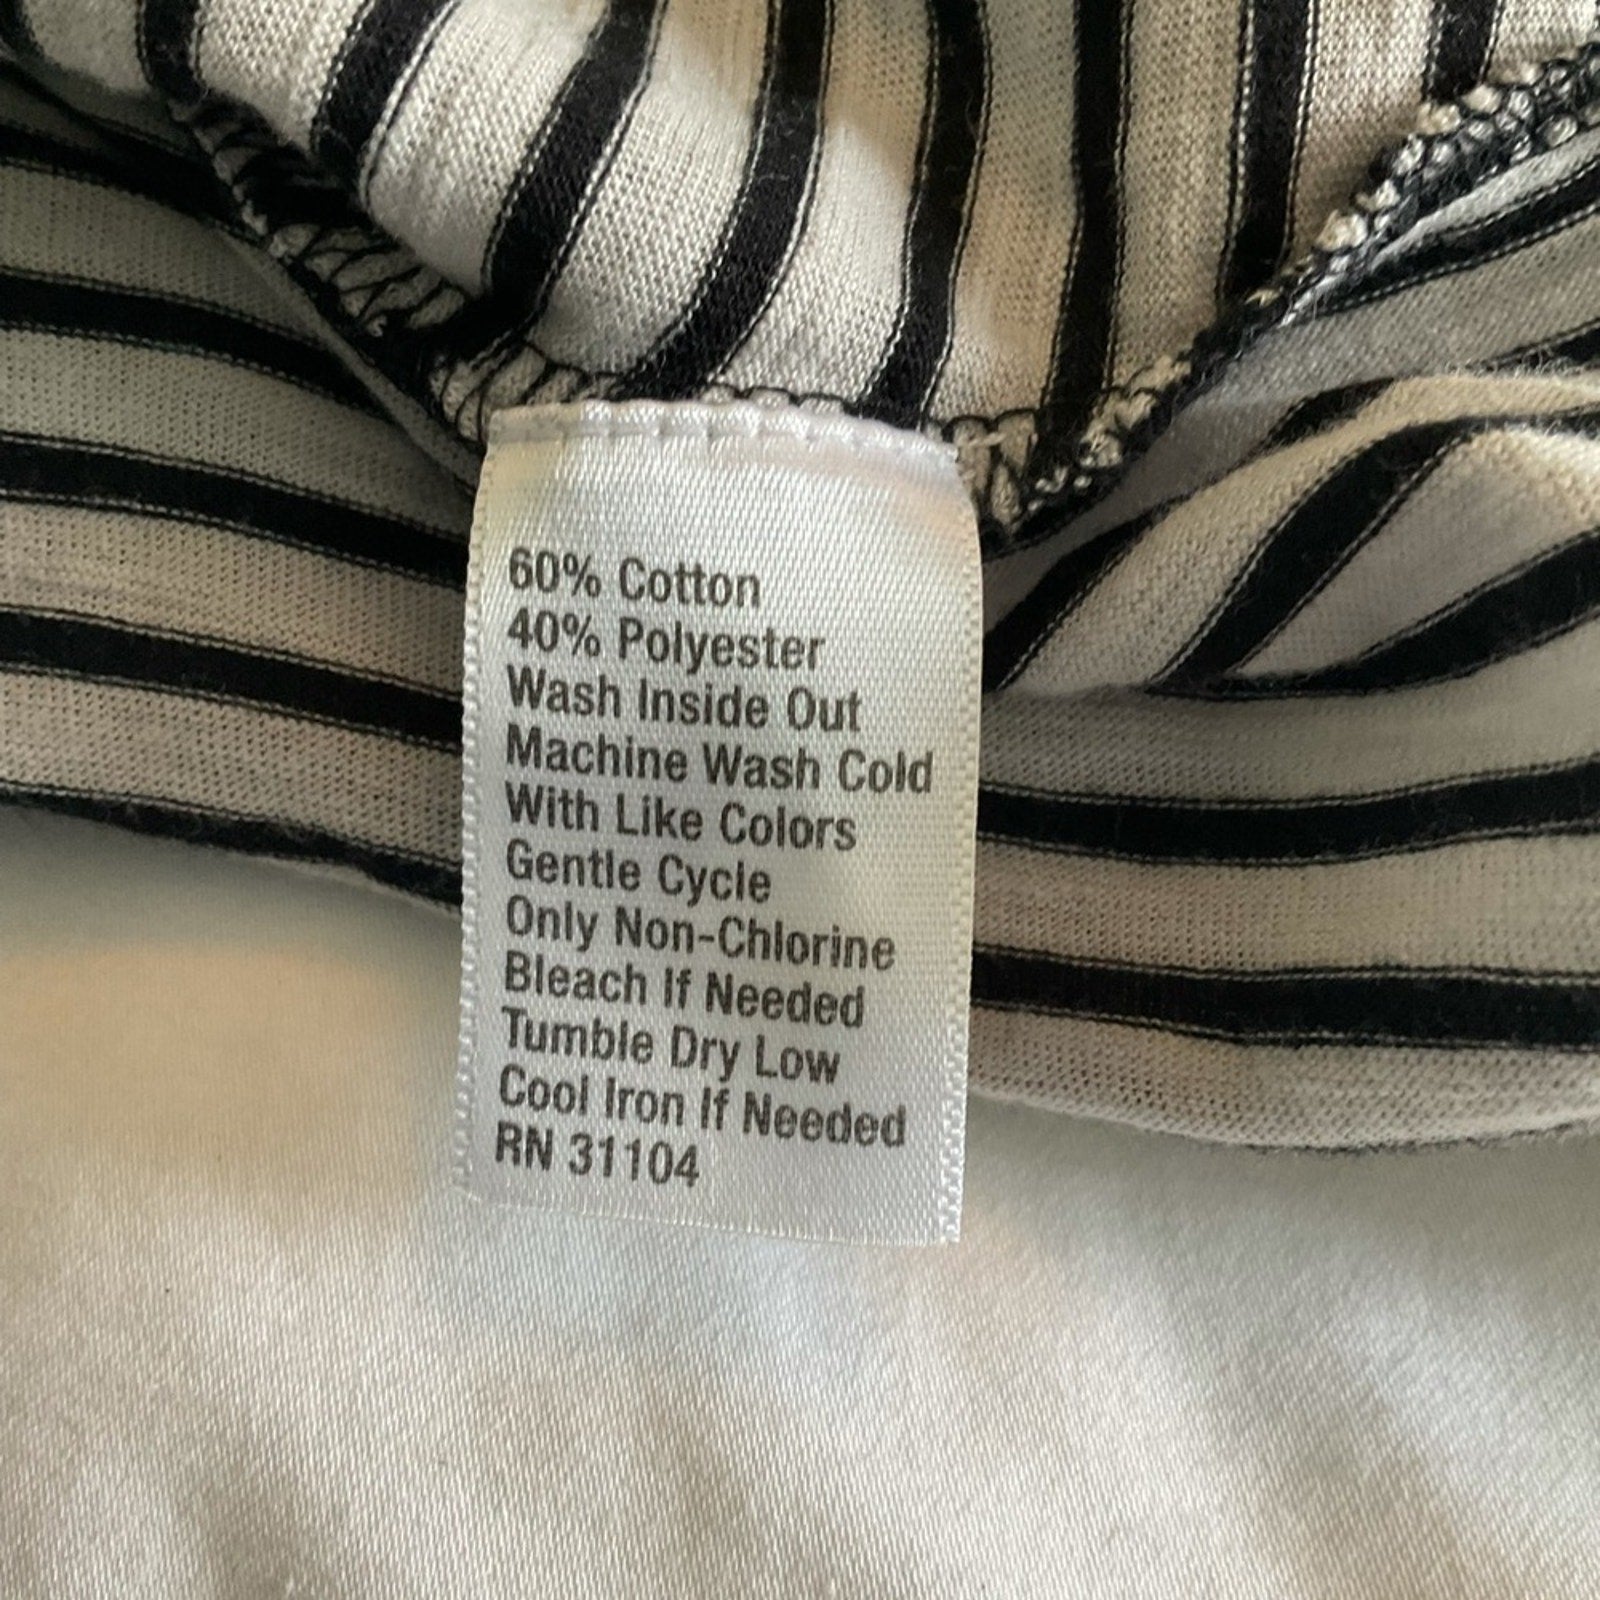 60% Cotton
40% Polyester
Wash Inside Out
Machine Wash Cold
With Like Colors
Gentle Cycle
Only Non-Chlorine
Bleach If Needed
Tumble Dry Low
Cool Iron If Needed
RN 31104